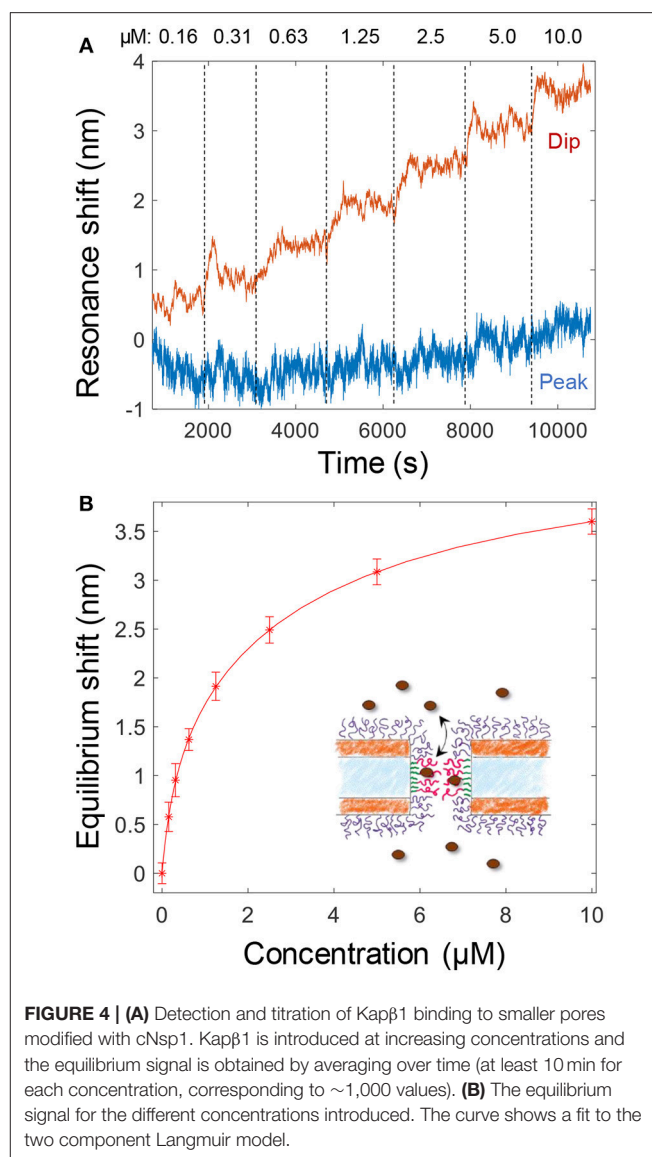 A
µM: 0.16 0.31 0.63 1.25 2.5 5.0 10.0
4
3
2
1
0
-1
Resonance shift (nm)
Dip
Peak
2000 4000 6000 8000 10000
Time (s)
B
3.5
3
2.5
2
1.5
1
0.5
0
Equilibrium shift (nm)
0 2 4 6 8 10
Concentration (µM)
FIGURE 4 | (A) Detection and titration of Kapβ1 binding to smaller pores
modified with cNsp1. Kapβ1 is introduced at increasing concentrations and
the equilibrium signal is obtained by averaging over time (at least 10 min for
each concentration, corresponding to ~1,000 values). (B) The equilibrium
signal for the different concentrations introduced. The curve shows a fit to the
two component Langmuir model.